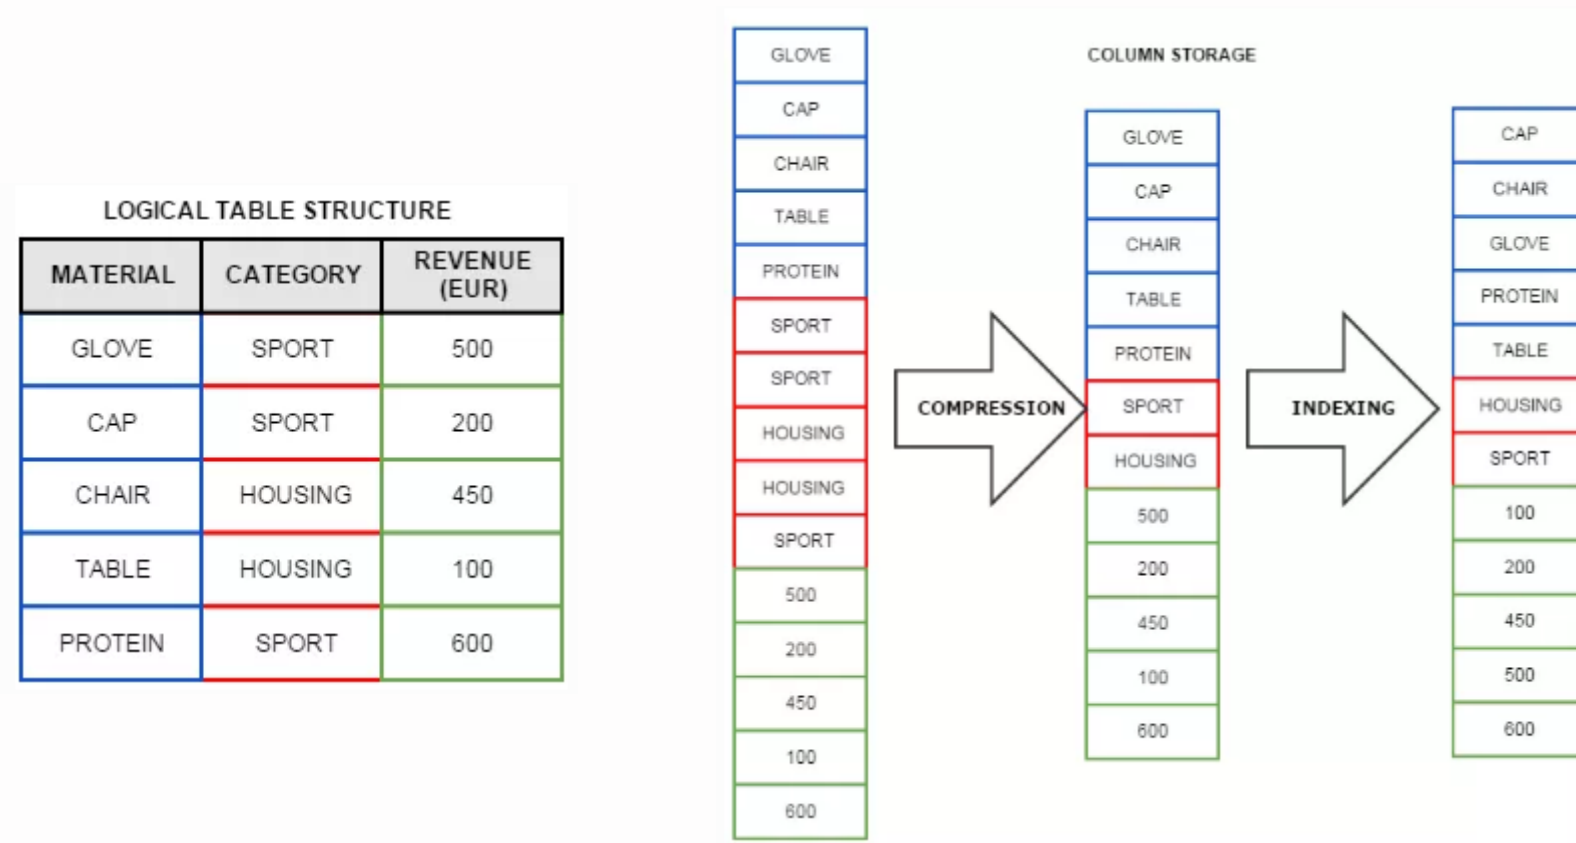 LOGICAL TABLE STRUCTURE
MATERIAL CATEGORY REVENUE (EUR)
GLOVE SPORT 500
CAP SPORT 200
CHAIR HOUSING 450
TABLE HOUSING 100
PROTEIN SPORT 600
GLOVE
CAP
CHAIR
TABLE
PROTEIN
SPORT
SPORT
HOUSING
HOUSING
SPORT
500
200
450
100
600
COMPRESSION
COLUMN STORAGE
GLOVE
CAP
CHAIR
TABLE
PROTEIN
SPORT
HOUSING
500
200
450
100
600
INDEXING
CAP
CHAIR
GLOVE
PROTEIN
TABLE
HOUSING
SPORT
100
200
450
500
600